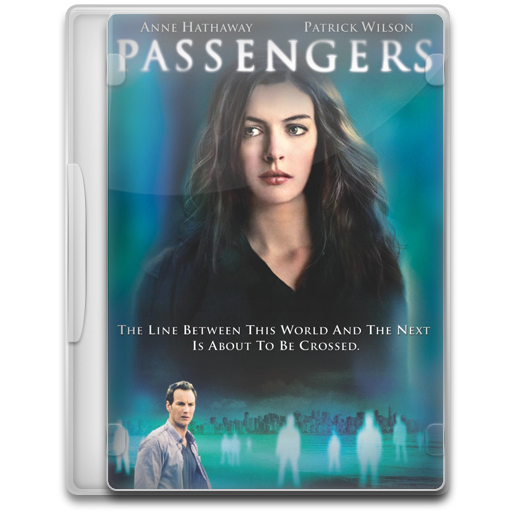 ANNE HATHAWAY PATRICK WILSON
PASSENGERS
THE LINE BETWEEN THIS WORLD AND THE NEXT
IS ABOUT TO BE CROSSED.